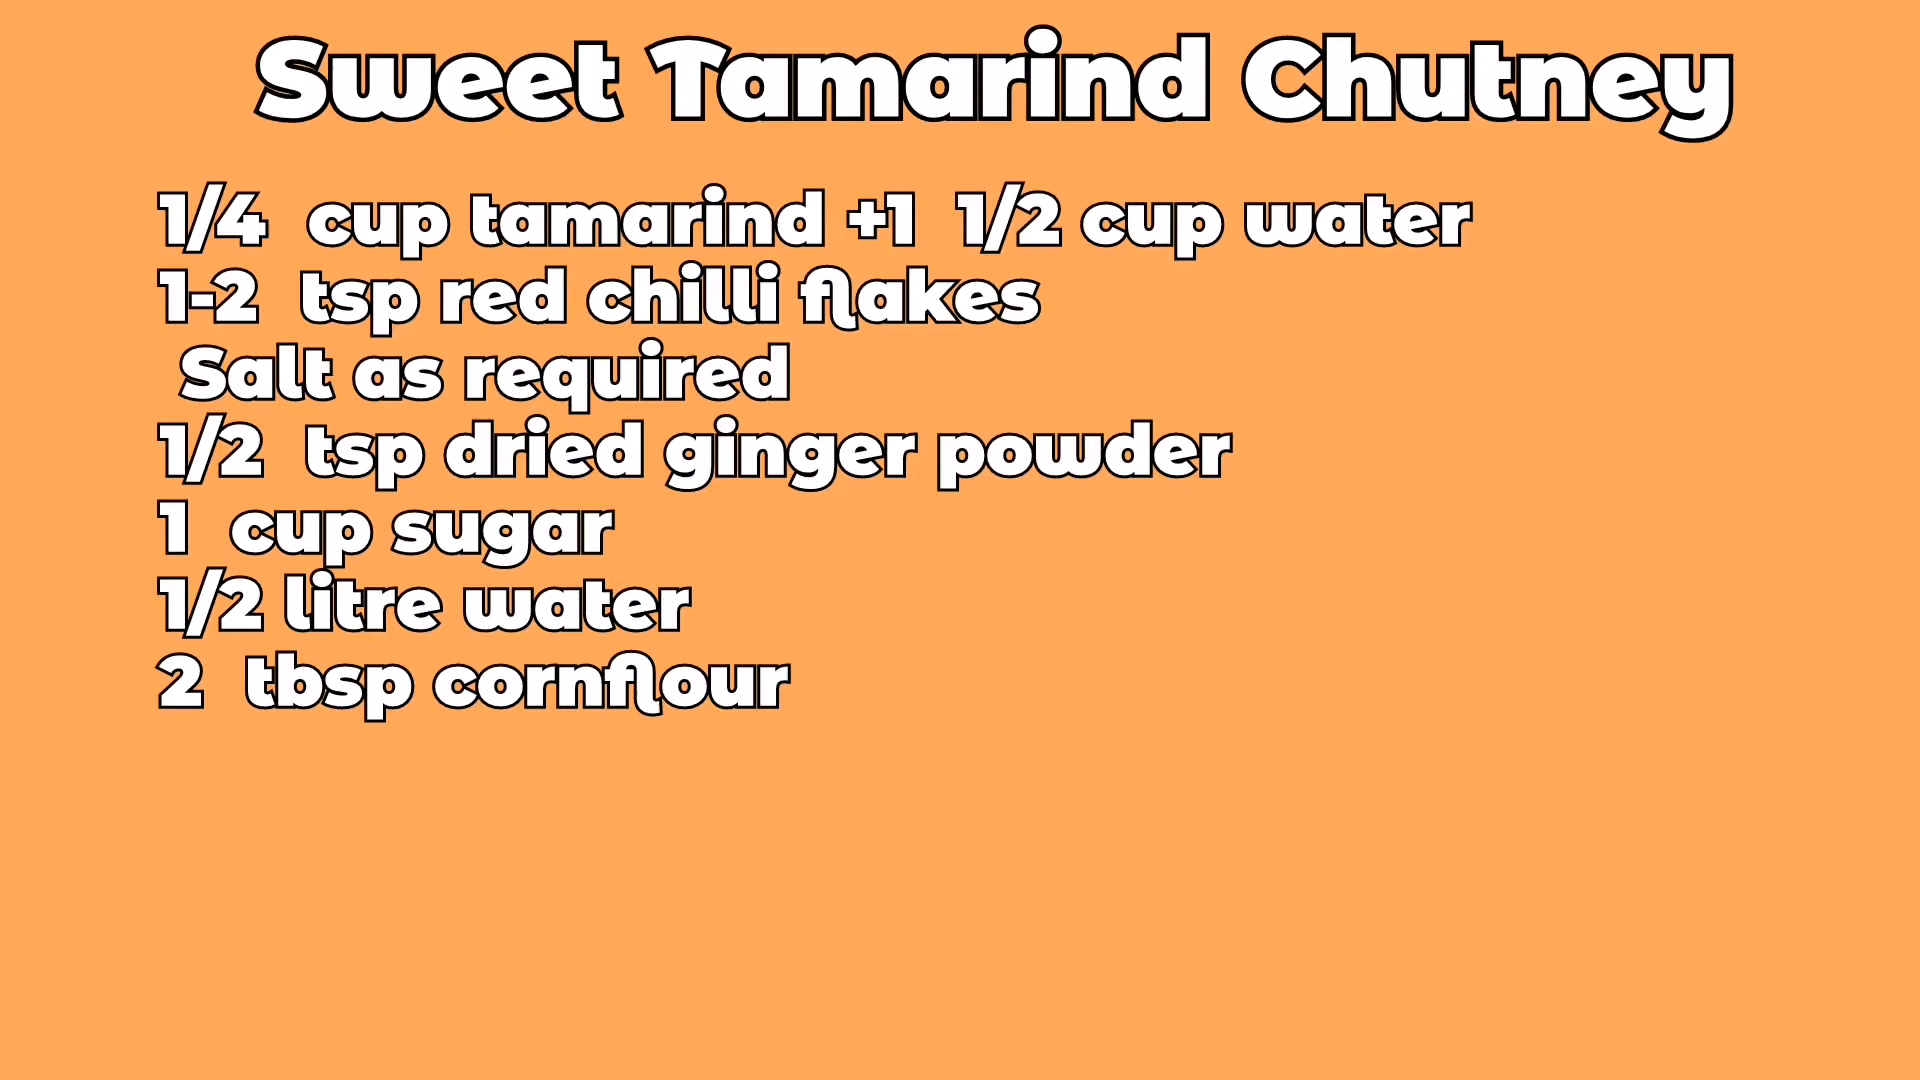 Sweet Tamarind Chutney
1/4 cup tamarind +1 1/2 cup water
1-2 tsp red chilli flakes
Salt as required
1/2 tsp dried ginger powder
1 cup sugar
1/2 litre water
2 tbsp cornflour